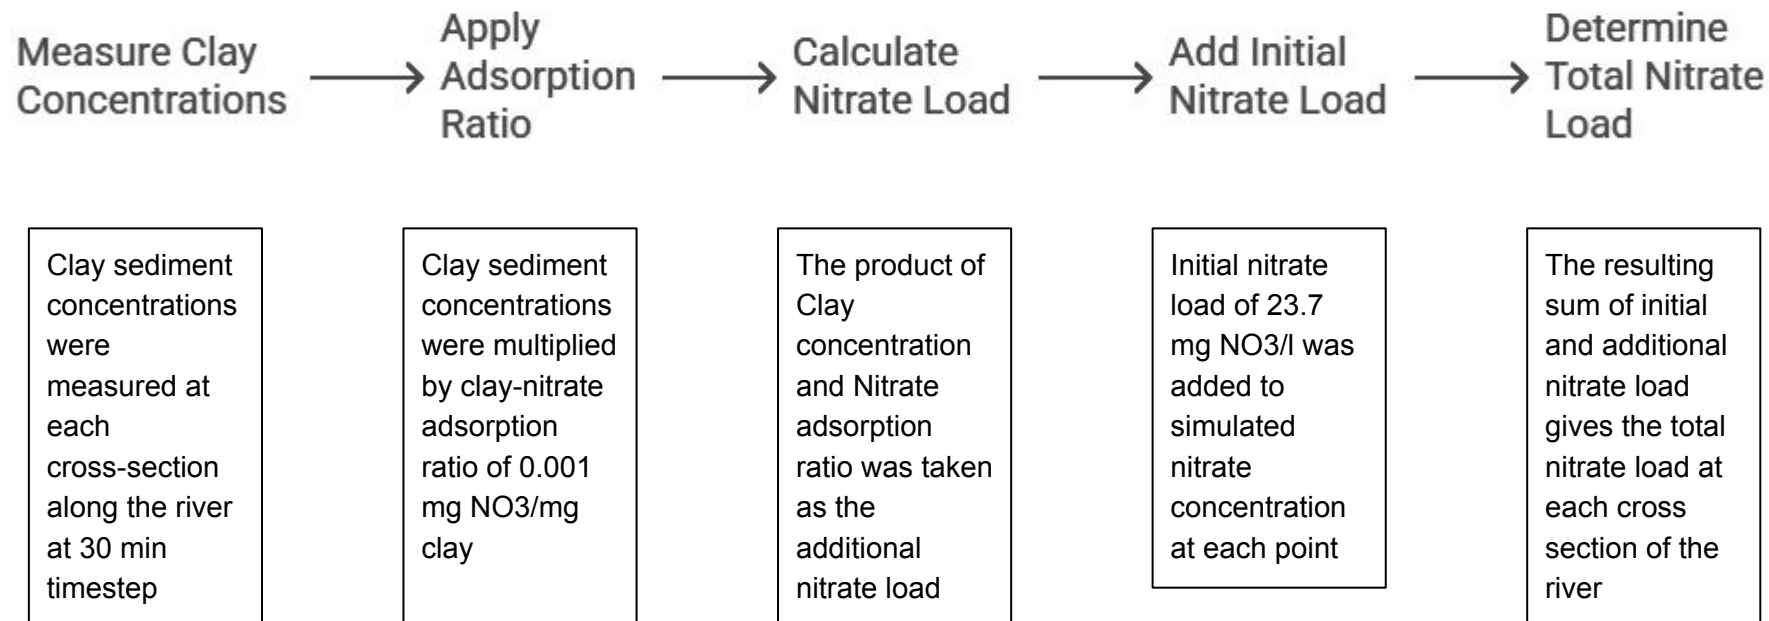 Measure Clay
Concentrations
Apply
Adsorption
Ratio
Calculate
Nitrate Load
Add Initial
Nitrate Load
Determine
Total Nitrate
Load
Clay sediment
concentrations
were
measured at
each
cross-section
along the river
at 30 min
timestep
Clay sediment
concentrations
were multiplied
by clay-nitrate
adsorption
ratio of 0.001
mg NO3/mg
clay
The product of
Clay
concentration
and Nitrate
adsorption
ratio was taken
as the
additional
nitrate load
Initial nitrate
load of 23.7
mg NO3/l was
added to
simulated
nitrate
concentration
at each point
The resulting
sum of initial
and additional
nitrate load
gives the total
nitrate load at
each cross
section of the
river